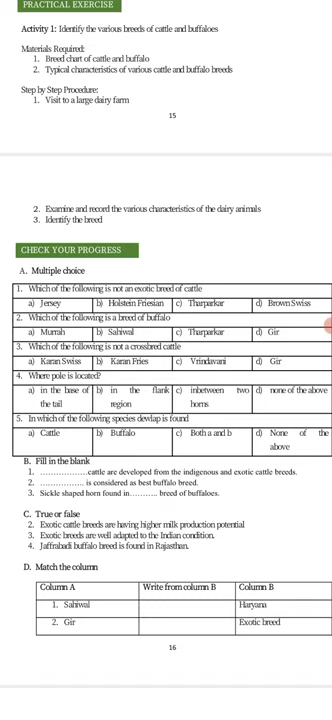 PRACTICAL EXERCISE
Activity 1: Identify the various breeds of cattle and buffaloes
Materials Required:
1. Breed chart of cattle and buffalo
2. Typical characteristics of various cattle and buffalo breeds
Step by Step Procedure:
1. Visit to a large dairy farm
15
2. Examine and record the various characteristics of the dairy animals
3. Identify the breed
CHECK YOUR PROGRESS
A. Multiple choice
1. Which of the following is not an exotic breed of cattle
a) Jersey b) Holstein Friesian c) Tharparkar d) Brown Swiss
2. Which of the following is a breed of buffalo
a) Murrah b) Sahiwal c) Tharparkar d) Gir
3. Which of the following is not a crossbred cattle
a) Karan Swiss b) Karan Fries c) Vrindavani d) Gir
4. Where pole is located?
a) in the base of the tail b) in the flank region c) inbetween two horns d) none of the above
5. In which of the following species dewlap is found
a) Cattle b) Buffalo c) Both a and b d) None of the above
B. Fill in the blank
1. ………………cattle are developed from the indigenous and exotic cattle breeds.
2. ……………. is considered as best buffalo breed.
3. Sickle shaped horn found in………. breed of buffaloes.
C. True or false
2. Exotic cattle breeds are having higher milk production potential
3. Exotic breeds are well adapted to the Indian condition.
4. Jaffrabadi buffalo breed is found in Rajasthan.
D. Match the column
Column A Write from column B Column B
1. Sahiwal Haryana
2. Gir Exotic breed
16